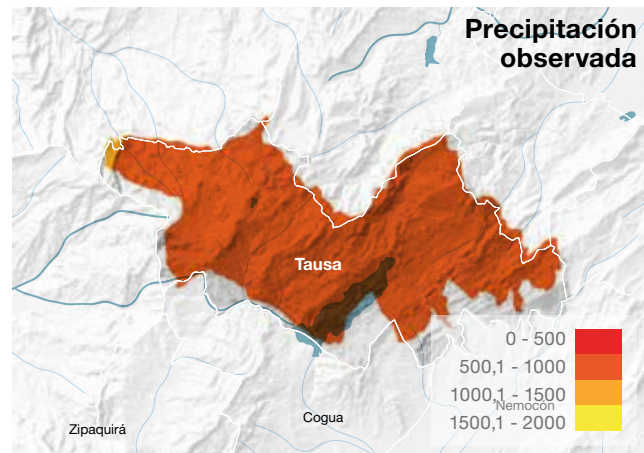 Precipitación
observada
Tausa
0 - 500
500,1 - 1000
1000,1 - 1500
Nemocón
1500,1 - 2000
Cogua
Zipaquirá